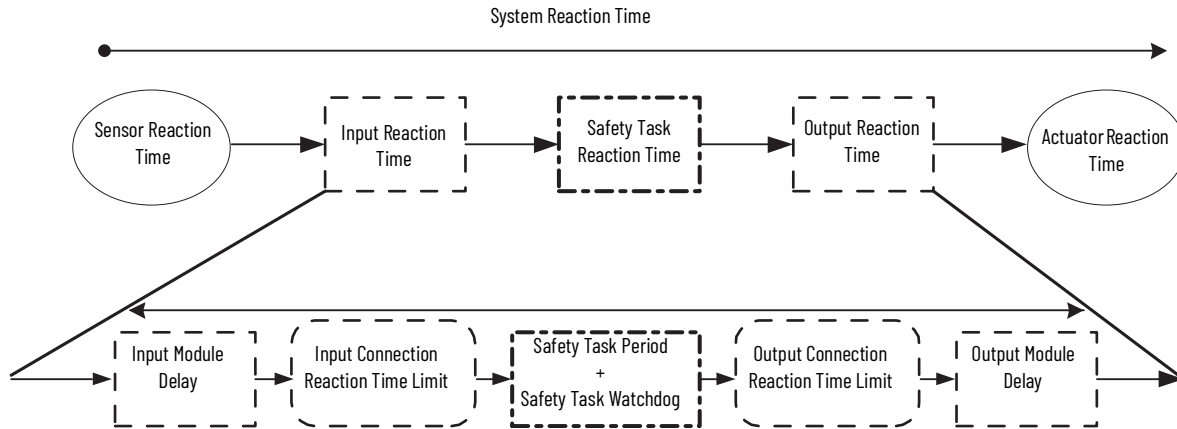 System Reaction Time
Sensor Reaction
Time
Input Reaction
Time
Safety Task
Reaction Time
Output Reaction
Time
Actuator Reaction
Time
Input Module
Delay
Input Connection
Reaction Time Limit
Safety Task Period
+
Safety Task Watchdog
Output Connection
Reaction Time Limit
Output Module
Delay